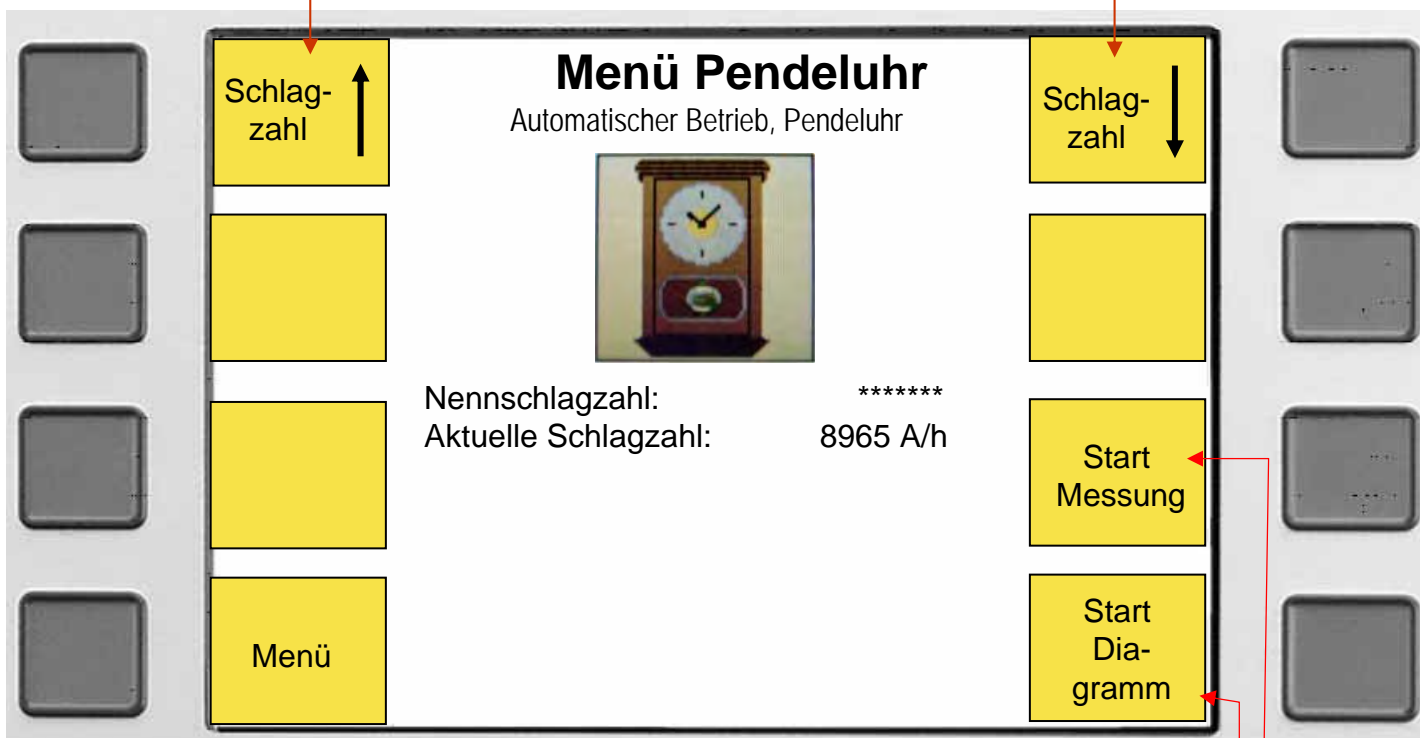 Menü Pendeluhr
Automatischer Betrieb, Pendeluhr
Schlag-
zahl
Schlag-
zahl
Nennschlagzahl: *******
Aktuelle Schlagzahl: 8965 A/h
Start
Messung
Menü
Start
Dia-
gramm